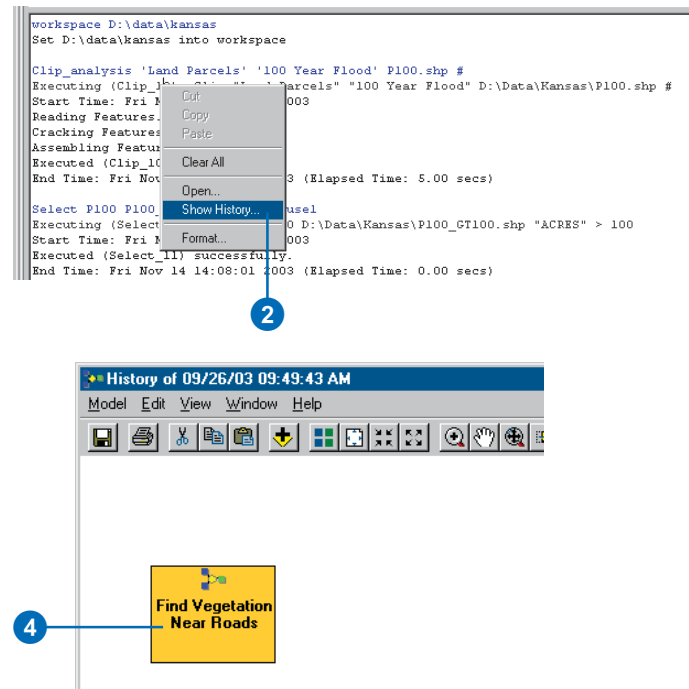 workspace D:\data\kansas
Set D:\data\kansas into workspace
Clip_analysis 'Land Parcels' '100 Year Flood' P100.shp #
Executing (Clip_1 "Land Parcels" "100 Year Flood" D:\Data\Kansas\P100.shp #
Start Time: Fri N 003
Reading Features.
Cracking Features
Assembling Featur
Executed (Clip_10
End Time: Fri Nov 3 (Elapsed Time: 5.00 secs)
Select P100 P100_ usel
Executing (Select 0 D:\Data\Kansas\P100_GT100.shp "ACRES" > 100
Start Time: Fri N 003
Executed (Select_11) successfully.
End Time: Fri Nov 14 14:08:01 2003 (Elapsed Time: 0.00 secs)
Cut
Copy
Paste
Clear All
Open...
Show History...
Format...
2
History of 09/26/03 09:49:43 AM
Model Edit View Window Help
Find Vegetation
Near Roads
4